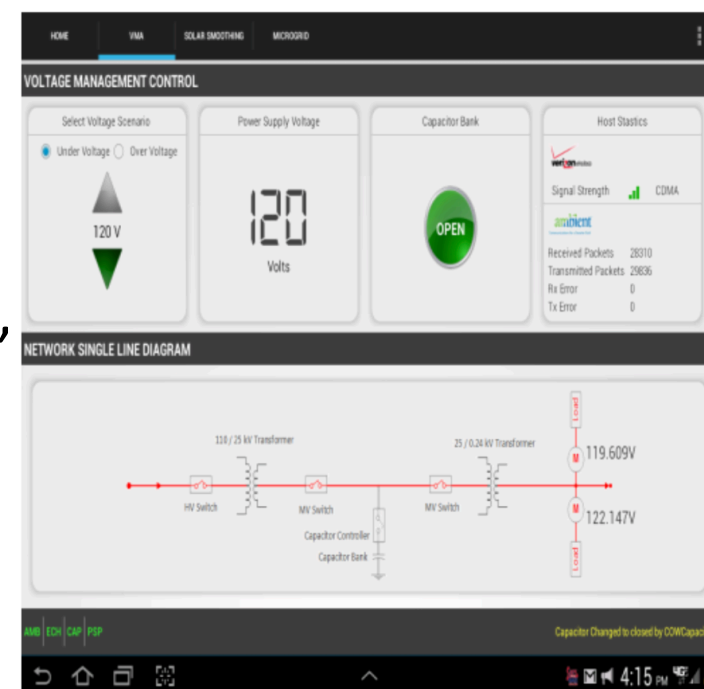 HOME VMA SOLAR SMOOTHING MICROGRID
VOLTAGE MANAGEMENT CONTROL
Select Voltage Scenario
Under Voltage Over Voltage
120 V
Power Supply Voltage
120
Volts
Capacitor Bank
OPEN
Host Stastics
verizon wireless
Signal Strength CDMA
ambient
Received Packets 28310
Transmitted Packets 29836
Rx Error 0
Tx Error 0
,
NETWORK SINGLE LINE DIAGRAM
110 / 25 kV Transformer
25 / 0.24 kV Transformer
Load
M 119.609V
HV Switch
MV Switch
MV Switch
M 122.147V
Capacitor Controller
Capacitor Bank
Load
AMB ECH CAP PSP
Capacitor Changed to closed by COWCapaci
4:15 PM